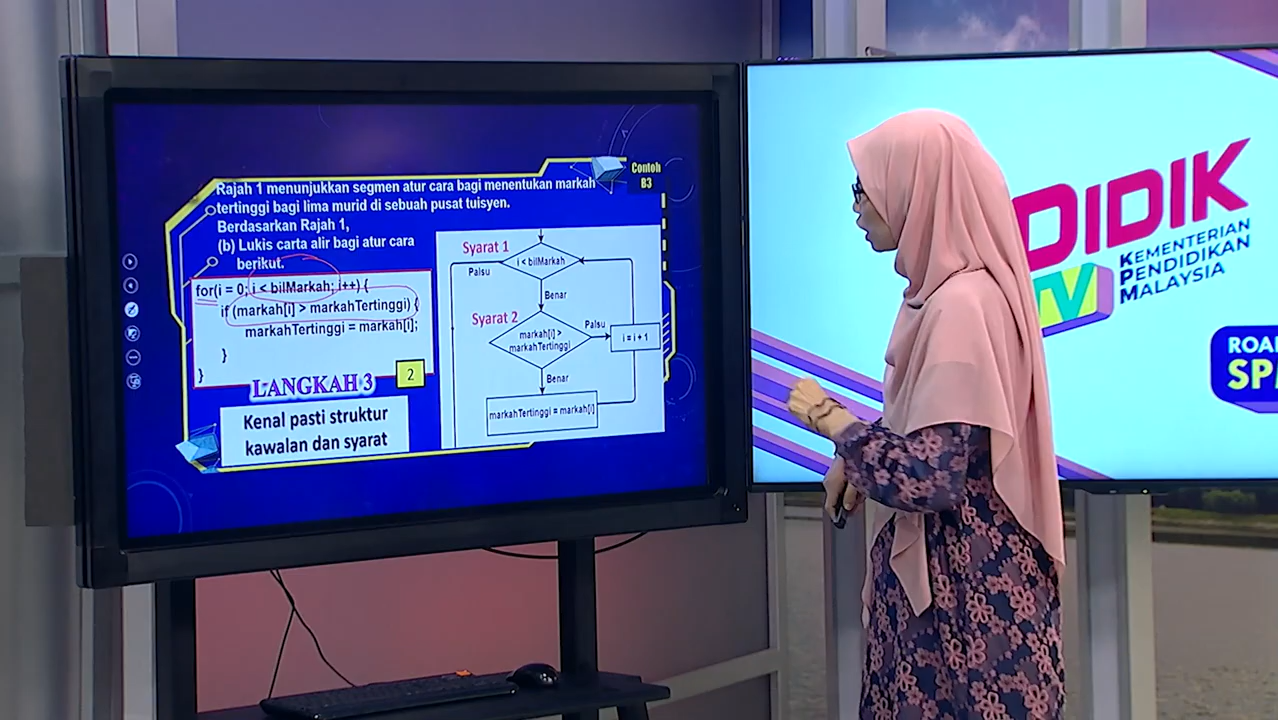 Contoh
B3
Rajah 1 menunjukkan segmen atur cara bagi menentukan markah
tertinggi bagi lima murid di sebuah pusat tuisyen.
Berdasarkan Rajah 1,
(b) Lukis carta alir bagi atur cara
berikut.
for(i = 0; i < bilMarkah; i++) {
if (markah[i] > markahTertinggi) {
markahTertinggi = markah[i];
}
}
2
LANGKAH 3
Kenal pasti struktur
kawalan dan syarat
Syarat 1
i < bilMarkah
Palsu
Benar
Syarat 2
markah[i] >
markahTertinggi
Palsu
i = i + 1
Benar
markahTertinggi = markah[i]
DIDIK
TV
KEMENTERIAN
PENDIDIKAN
MALAYSIA